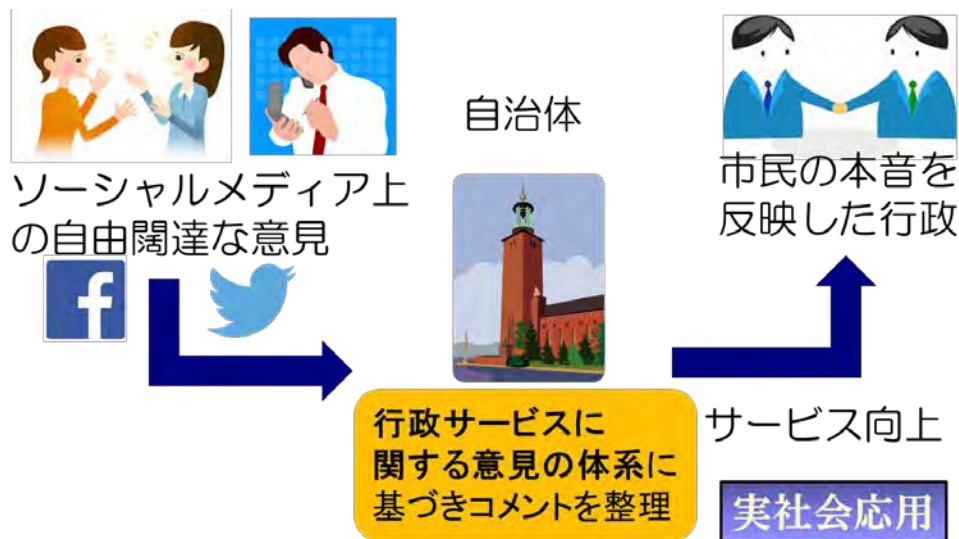 ソーシャルメディア上
の自由闊達な意見
f
自治体
行政サービスに
関する意見の体系に
基づきコメントを整理
市民の本音を
反映した行政
サービス向上
実社会応用